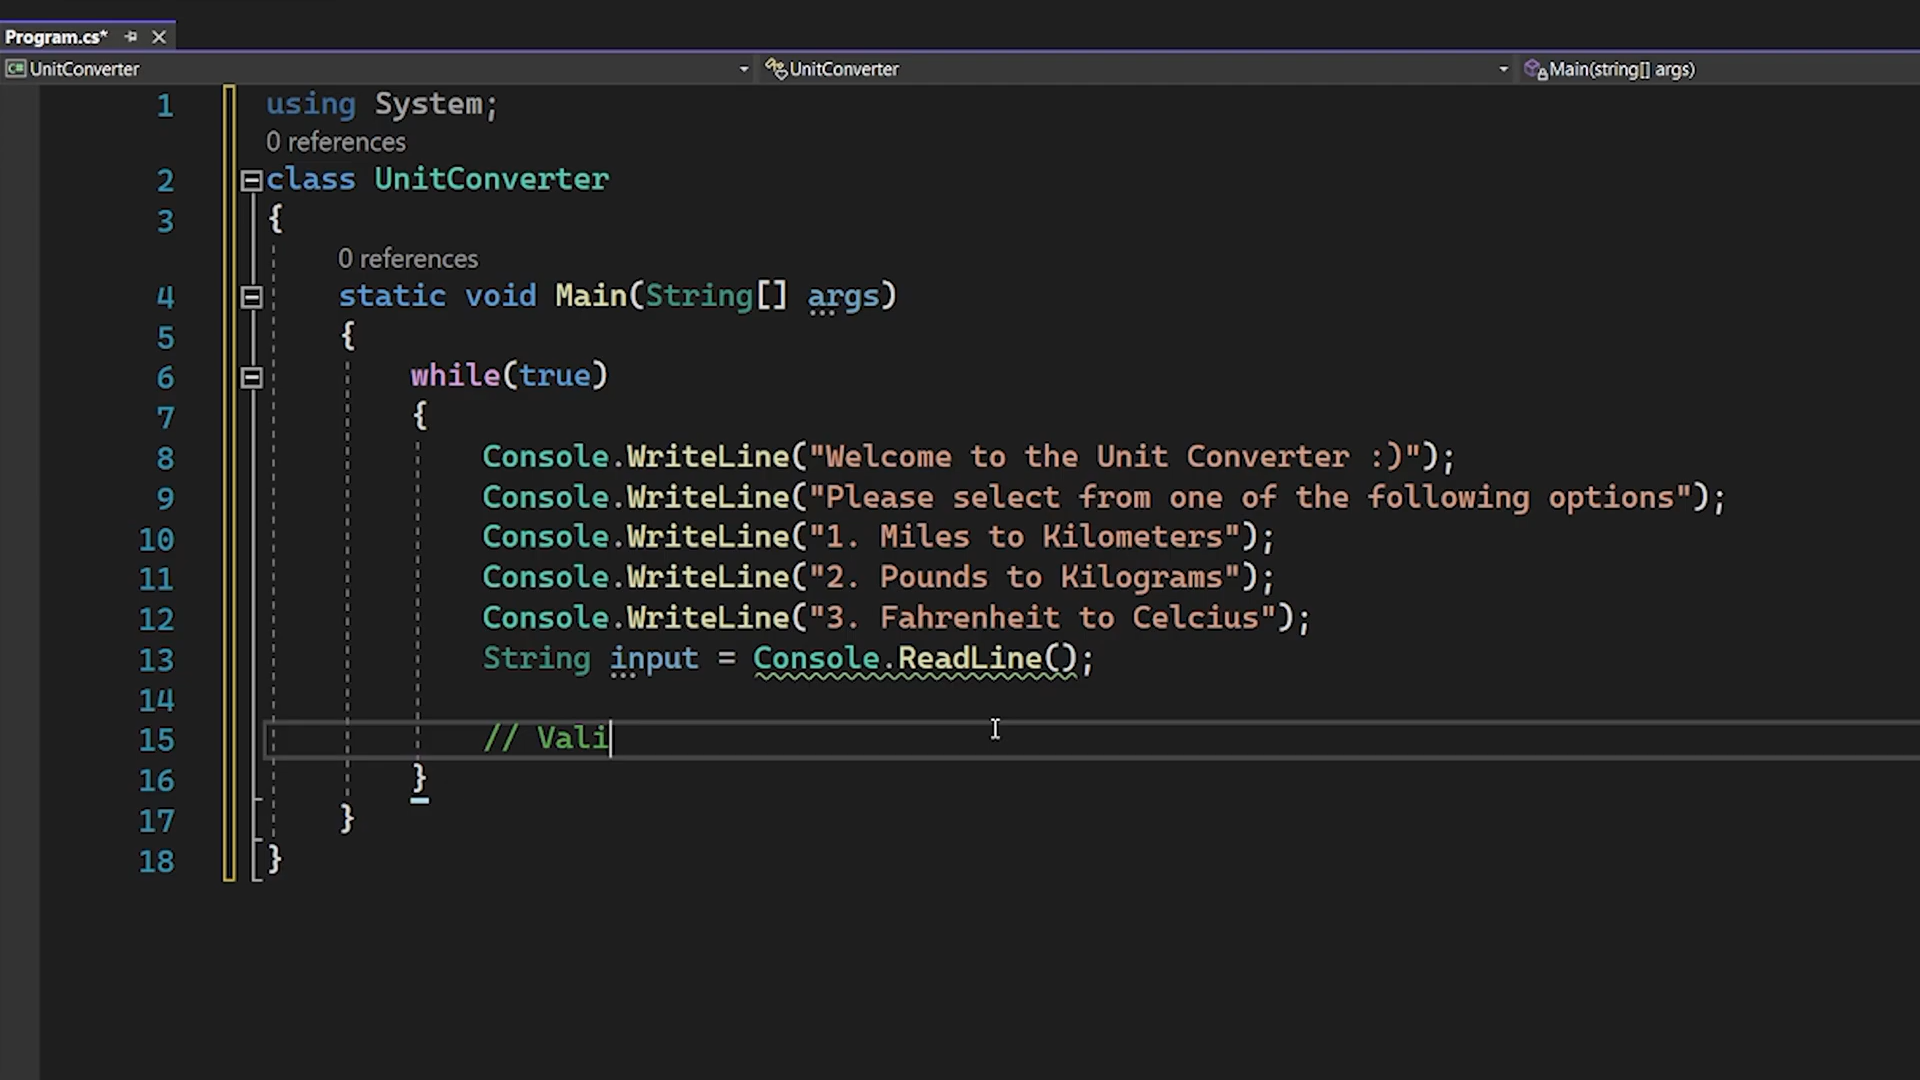 Program.cs*
UnitConverter UnitConverter Main(string[] args)
1 using System;
0 references
2 class UnitConverter
3 {
0 references
4 static void Main(String[] args)
5 {
6 while(true)
7 {
8 Console.WriteLine("Welcome to the Unit Converter :)");
9 Console.WriteLine("Please select from one of the following options");
10 Console.WriteLine("1. Miles to Kilometers");
11 Console.WriteLine("2. Pounds to Kilograms");
12 Console.WriteLine("3. Fahrenheit to Celcius");
13 String input = Console.ReadLine();
14
15 // Vali
16 }
17 }
18 }